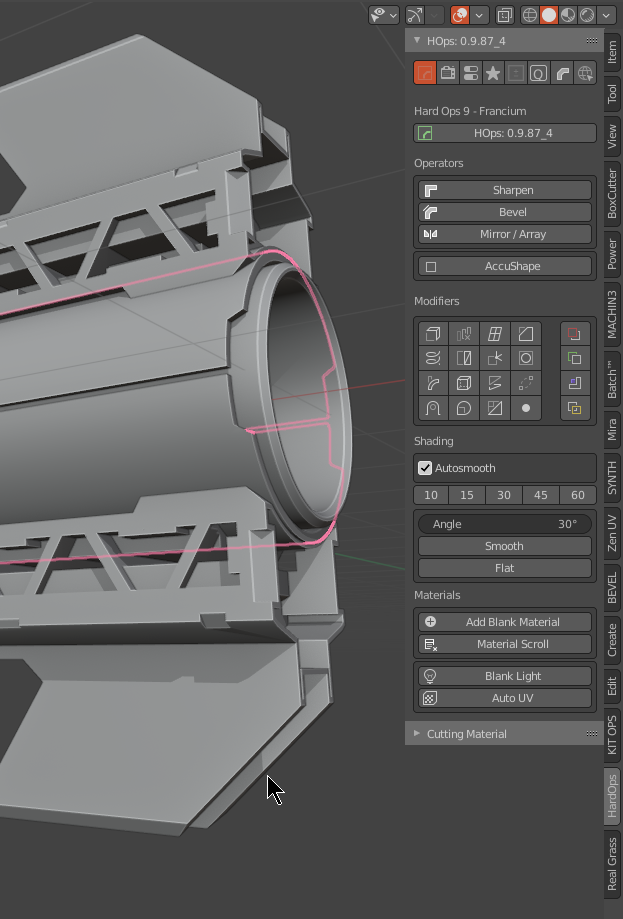 HOps: 0.9.87_4
Hard Ops 9 - Francium
HOps: 0.9.87_4
Operators
Sharpen
Bevel
Mirror / Array
AccuShape
Modifiers
Shading
Autosmooth
10 15 30 45 60
Angle 30°
Smooth
Flat
Materials
Add Blank Material
Material Scroll
Blank Light
Auto UV
Cutting Material
Item
Tool
View
BoxCutter
Power
MACHIN3
Batch™
Mira
SYNTH
Zen UV
BEVEL
Create
Edit
KIT OPS
HardOps
Real Grass